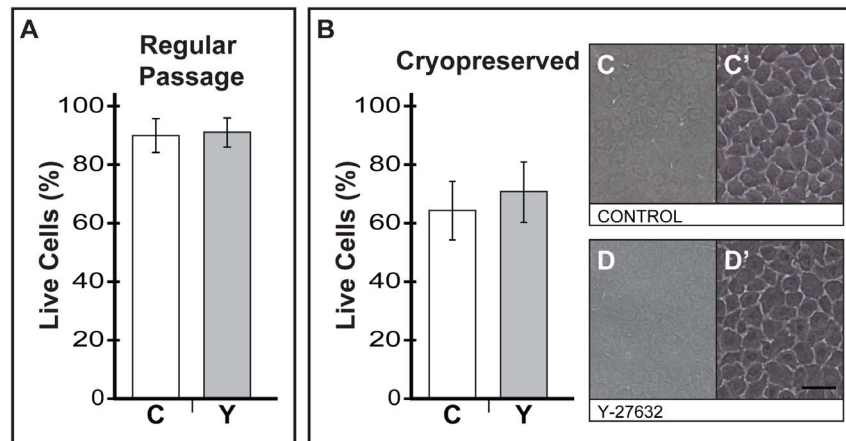 A
Regular
Passage
Live Cells (%)
100
80
60
40
20
0
C
Y
B
Cryopreserved
Live Cells (%)
100
80
60
40
20
0
C
Y
C
C'
CONTROL
D
D'
Y-27632